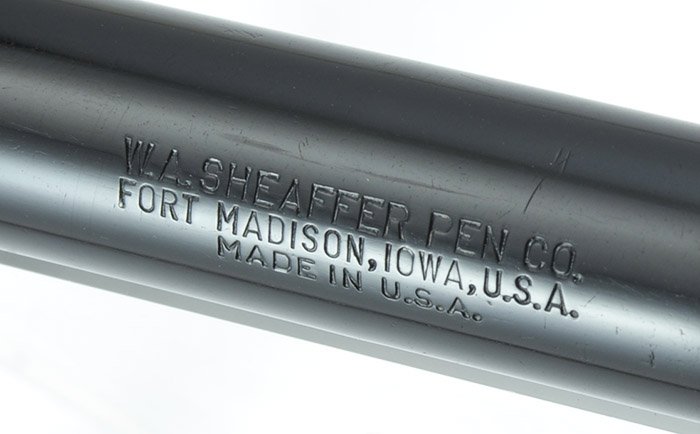 W.A. SHEAFFER PEN CO.
FORT MADISON, IOWA, U.S.A.
MADE IN U.S.A.